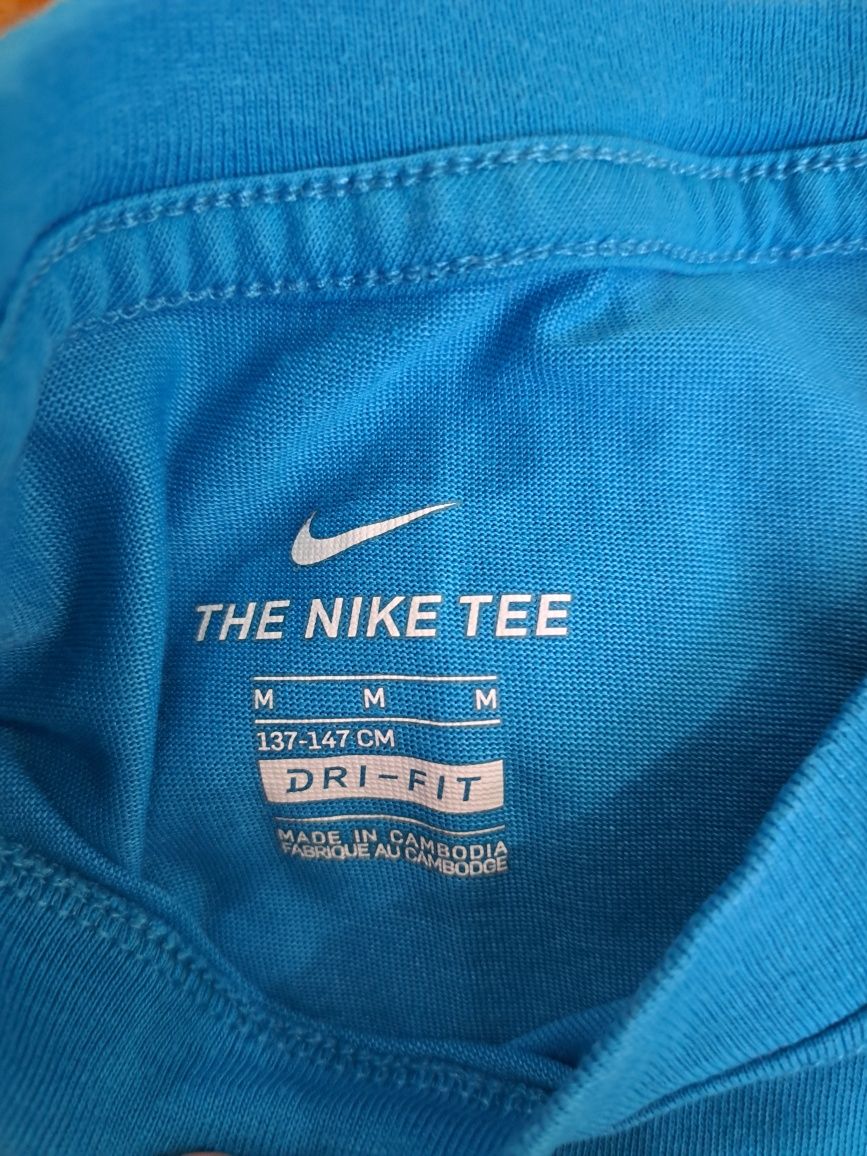 THE NIKE TEE
M M M
137-147 CM
DRI-FIT
MADE IN CAMBODIA
FABRIQUE AU CAMBODGE